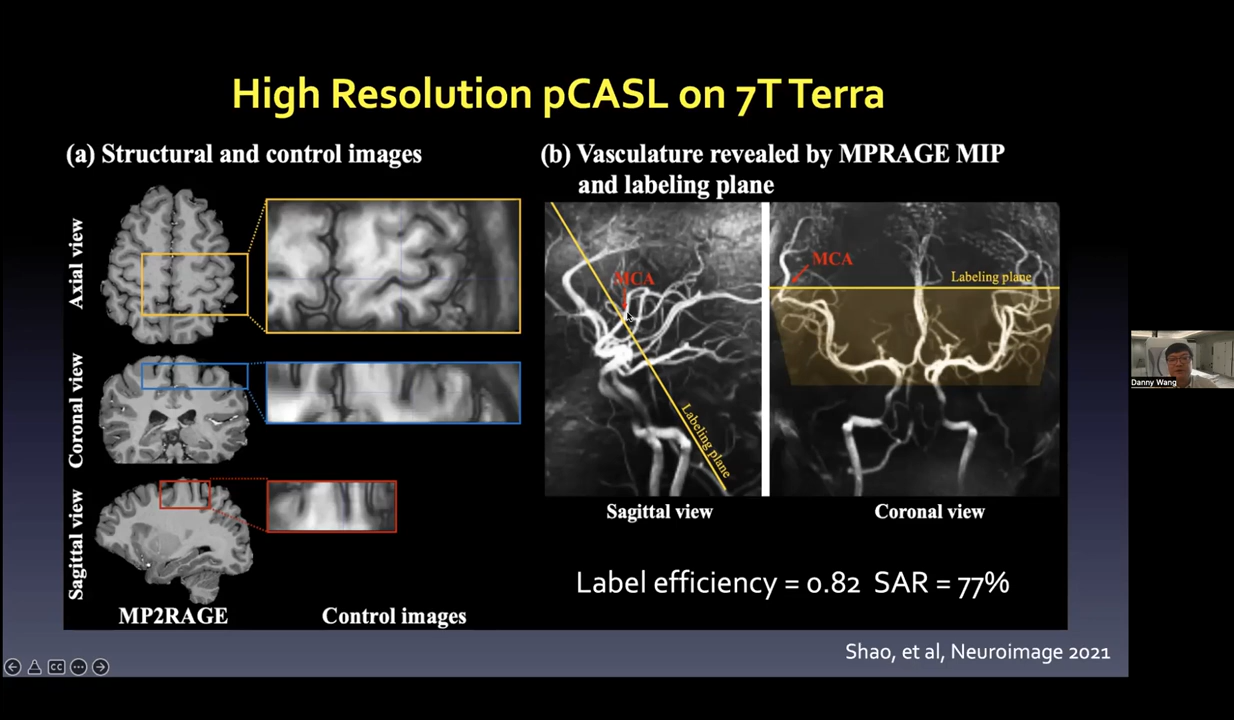 High Resolution pCASL on 7T Terra
(a) Structural and control images
Axial view
Coronal view
Sagittal view
MP2RAGE
Control images
(b) Vasculature revealed by MPRAGE MIP
and labeling plane
MCA
Labeling plane
Sagittal view
MCA
Labeling plane
Coronal view
Label efficiency = 0.82 SAR = 77%
Shao, et al, Neuroimage 2021
CC
Danny Wang